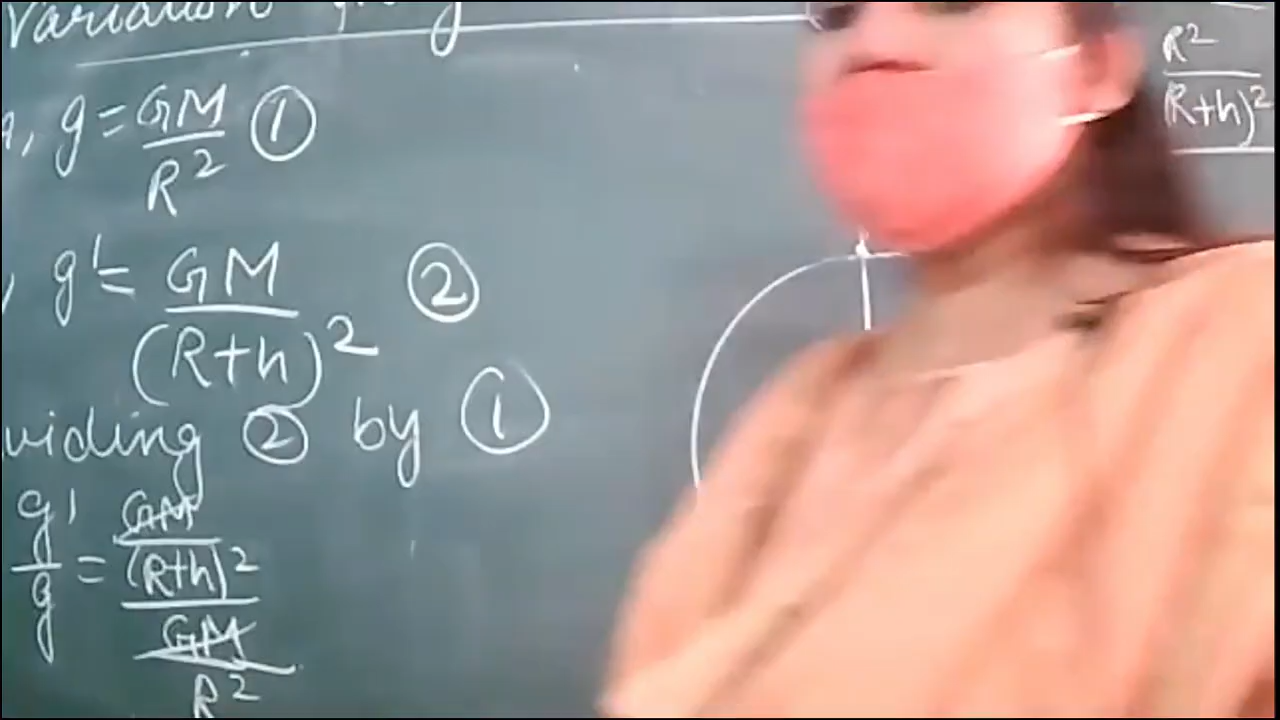 Variation
g = GM / R² ①
g' = GM / (R+h)² ②
viding ② by ①
g' / g = GM / (R+h)² / GM / R²
R² / (R+h)²